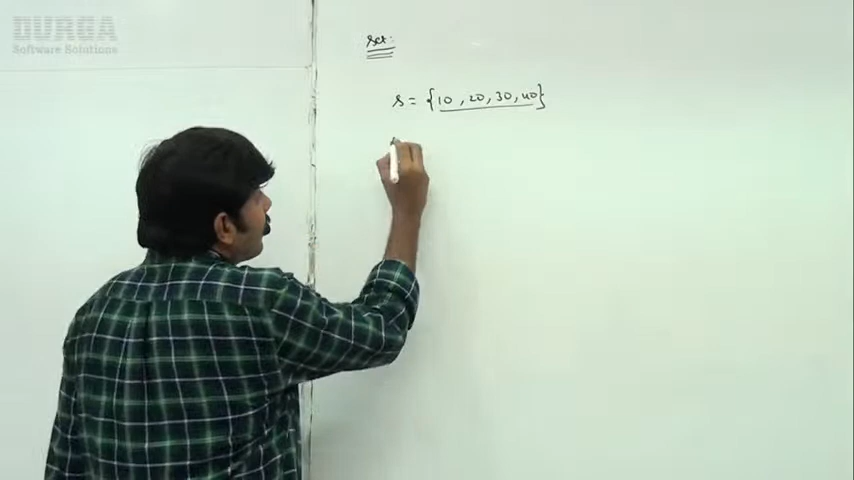 DURGA
Software Solutions
Set:
s = {10, 20, 30, 40}